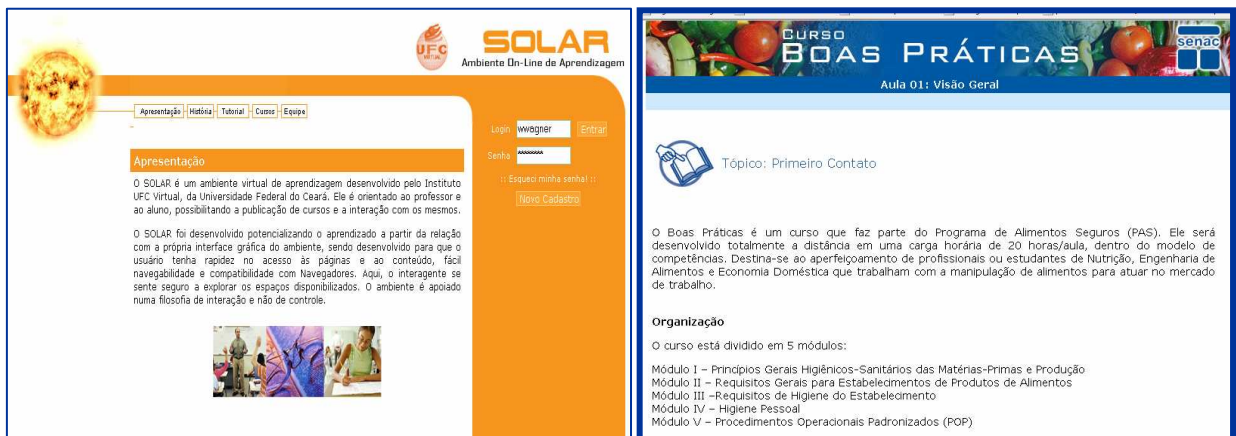 UFC
VIRTUAL
SOLAR
Ambiente On-Line de Aprendizagem
Apresentação
História
Tutorial
Cursos
Equipe
Login wwagner Entrar
Senha ********
:: Esqueci minha senha! ::
Novo Cadastro
Apresentação
O SOLAR é um ambiente virtual de aprendizagem desenvolvido pelo Instituto
UFC Virtual, da Universidade Federal do Ceará. Ele é orientado ao professor e
ao aluno, possibilitando a publicação de cursos e a interação com os mesmos.
O SOLAR foi desenvolvido potencializando o aprendizado a partir da relação
com a própria interface gráfica do ambiente, sendo desenvolvido para que o
usuário tenha rapidez no acesso às páginas e ao conteúdo, fácil
navegabilidade e compatibilidade com Navegadores. Aqui, o interagente se
sente seguro a explorar os espaços disponibilizados. O ambiente é apoiado
numa filosofia de interação e não de controle.
CURSO
BOAS PRÁTICAS
senac
Aula 01: Visão Geral
Tópico: Primeiro Contato
O Boas Práticas é um curso que faz parte do Programa de Alimentos Seguros (PAS). Ele será
desenvolvido totalmente a distância em uma carga horária de 20 horas/aula, dentro do modelo de
competências. Destina-se ao aperfeiçoamento de profissionais ou estudantes de Nutrição, Engenharia de
Alimentos e Economia Doméstica que trabalham com a manipulação de alimentos para atuar no mercado
de trabalho.
Organização
O curso está dividido em 5 módulos:
Módulo I – Princípios Gerais Higiênicos-Sanitários das Matérias-Primas e Produção
Módulo II – Requisitos Gerais para Estabelecimentos de Produtos de Alimentos
Módulo III –Requisitos de Higiene do Estabelecimento
Módulo IV – Higiene Pessoal
Módulo V – Procedimentos Operacionais Padronizados (POP)